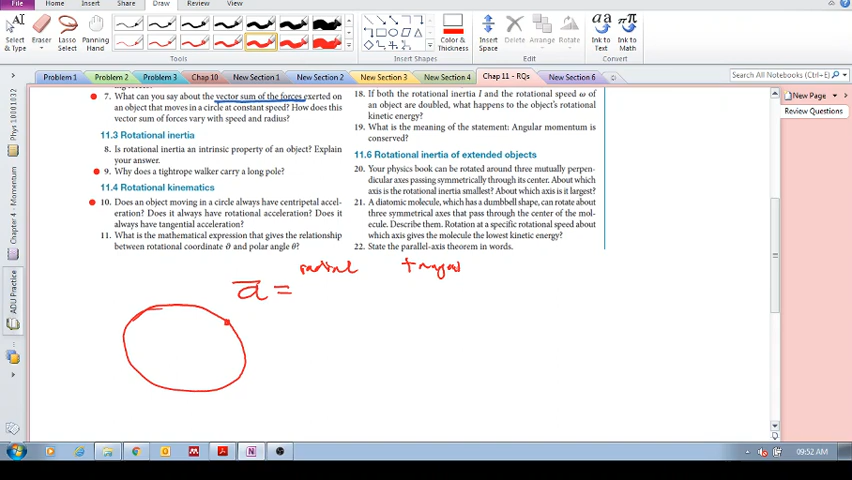 File
Home
Insert
Draw
History
Review
View
Select & Type
Eraser
Lasso Select
Panning Hand
Tools
Insert Shapes
Color & Thickness
Insert Space
Delete
Arrange
Rotate
Edit
Ink to Text
Ink to Math
Convert
Problem 1
Problem 2
Problem 3
Chap 10
New Section 1
New Section 2
New Section 3
New Section 4
Chap 11 - RQs
New Section 6
Search All Notebooks (Ctrl+E)
New Page
Review Questions
Phys 10041032
Chapter 4 - Momentum
ADU Practice
7. What can you say about the vector sum of the forces exerted on
an object that moves in a circle at constant speed? How does this
vector sum of forces vary with speed and radius?
11.3 Rotational inertia
8. Is rotational inertia an intrinsic property of an object? Explain
your answer.
9. Why does a tightrope walker carry a long pole?
11.4 Rotational kinematics
10. Does an object moving in a circle always have centripetal accel-
eration? Does it always have rotational acceleration? Does it
always have tangential acceleration?
11. What is the mathematical expression that gives the relationship
between rotational coordinate ϑ and polar angle θ?
18. If both the rotational inertia I and the rotational speed ω of
an object are doubled, what happens to the object's rotational
kinetic energy?
19. What is the meaning of the statement: Angular momentum is
conserved?
11.6 Rotational inertia of extended objects
20. Your physics book can be rotated around three mutually perpen-
dicular axes passing symmetrically through its center. About which
axis is the rotational inertia smallest? About which axis is it largest?
21. A diatomic molecule, which has a dumbbell shape, can rotate about
three symmetrical axes that pass through the center of the mol-
ecule. Describe them. Rotation at a specific rotational speed about
which axis gives the molecule the lowest kinetic energy?
22. State the parallel-axis theorem in words.
radial
a =
09:52 AM